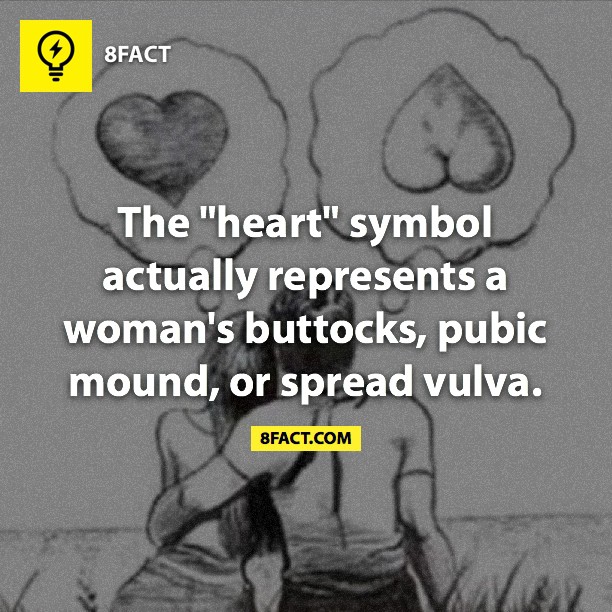 8FACT
The "heart" symbol
actually represents a
woman's buttocks, pubic
mound, or spread vulva.
8FACT.COM